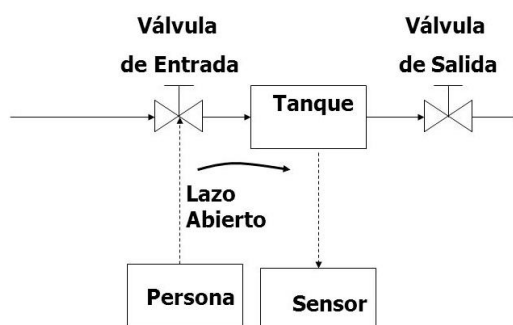 Válvula
de Entrada
Válvula
de Salida
Tanque
Lazo
Abierto
Persona
Sensor